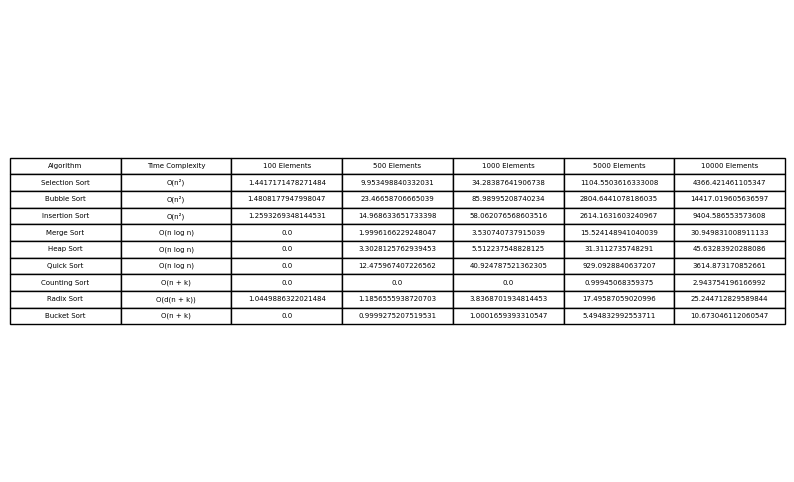 Algorithm Time Complexity 100 Elements 500 Elements 1000 Elements 5000 Elements 10000 Elements
Selection Sort O(n²) 1.4417171478271484 9.953498840332031 34.28387641906738 1104.5503616333008 4366.421461105347
Bubble Sort O(n²) 1.4808177947998047 23.46658706665039 85.98995208740234 2804.6441078186035 14417.019605636597
Insertion Sort O(n²) 1.2593269348144531 14.968633651733398 58.062076568603516 2614.1631603240967 9404.586553573608
Merge Sort O(n log n) 0.0 1.9996166229248047 3.530740737915039 15.524148941040039 30.949831008911133
Heap Sort O(n log n) 0.0 3.3028125762939453 5.512237548828125 31.3112735748291 45.63283920288086
Quick Sort O(n log n) 0.0 12.475967407226562 40.924787521362305 929.0928840637207 3614.873170852661
Counting Sort O(n + k) 0.0 0.0 0.0 0.99945068359375 2.943754196166992
Radix Sort O(d(n + k)) 1.0449886322021484 1.1856555938720703 3.8368701934814453 17.49587059020996 25.244712829589844
Bucket Sort O(n + k) 0.0 0.9999275207519531 1.0001659393310547 5.494832992553711 10.673046112060547